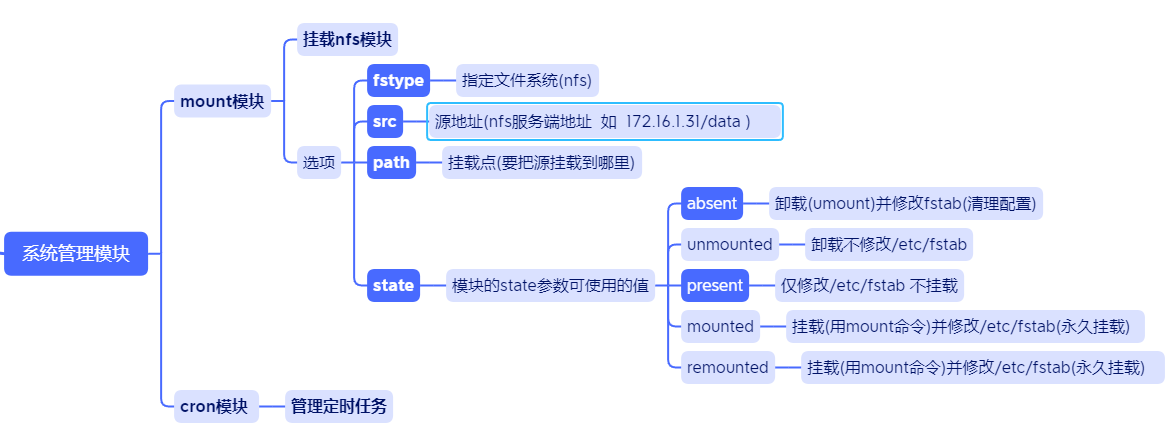 系统管理模块
mount模块
挂载nfs模块
选项
fstype
指定文件系统(nfs)
src
源地址(nfs服务端地址 如 172.16.1.31/data )
path
挂载点(要把源挂载到哪里)
state
模块的state参数可使用的值
absent
卸载(umount)并修改fstab(清理配置)
unmounted
卸载不修改/etc/fstab
present
仅修改/etc/fstab 不挂载
mounted
挂载(用mount命令)并修改/etc/fstab(永久挂载)
remounted
挂载(用mount命令)并修改/etc/fstab(永久挂载)
cron模块
管理定时任务